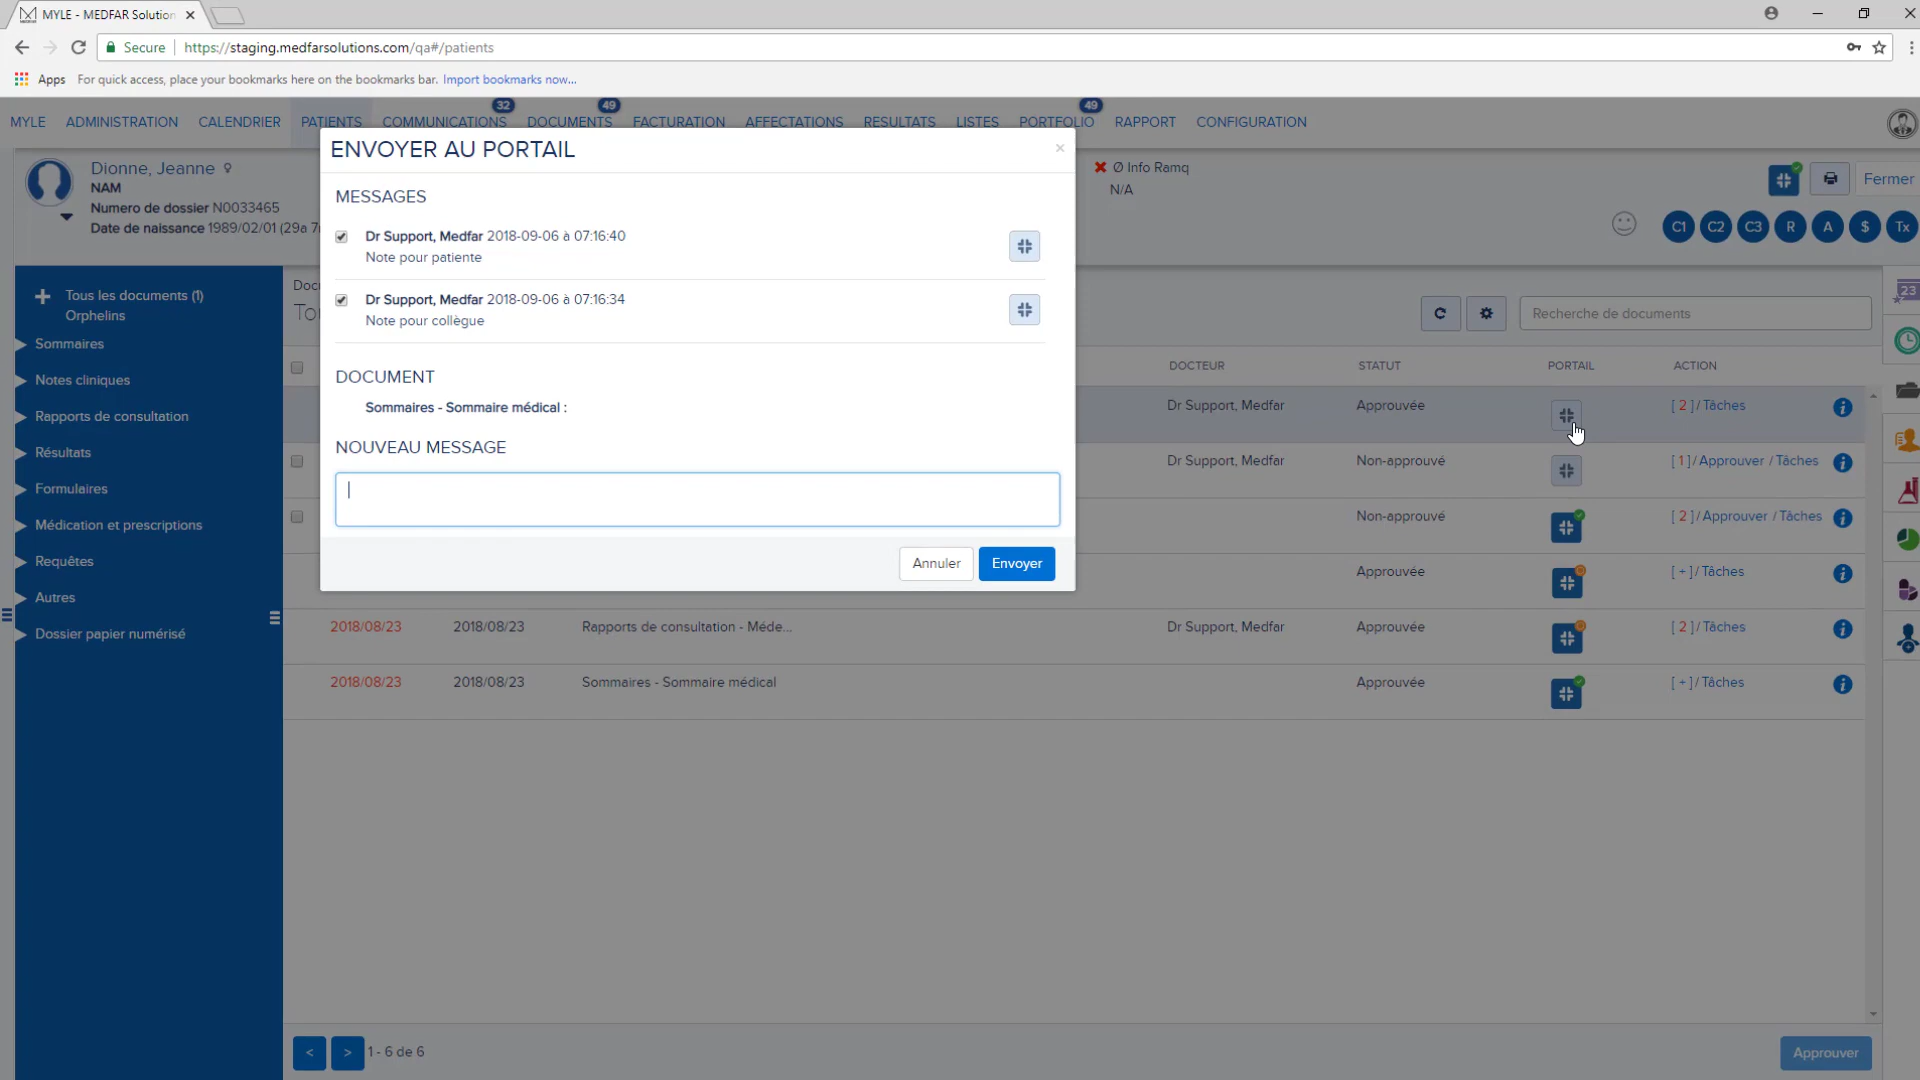 MYLE - MEDFAR Solution
Secure https://staging.medfarsolutions.com/qa#/patients
Apps For quick access, place your bookmarks here on the bookmarks bar. Import bookmarks now...
32 49 49
MYLE ADMINISTRATION CALENDRIER PATIENTS COMMUNICATIONS DOCUMENTS FACTURATION AFFECTATIONS RESULTATS LISTES PORTFOLIO RAPPORT CONFIGURATION
Dionne, Jeanne
NAM
Numero de dossier N0033465
Date de naissance 1989/02/01 (29a 7
Ø Info Ramq
N/A
Fermer
C1 C2 C3 R A $ Tx
ENVOYER AU PORTAIL
MESSAGES
Dr Support, Medfar 2018-09-06 à 07:16:40
Note pour patiente
Dr Support, Medfar 2018-09-06 à 07:16:34
Note pour collègue
DOCUMENT
Sommaires - Sommaire médical :
NOUVEAU MESSAGE
Annuler Envoyer
Tous les documents (1)
Orphelins
Sommaires
Notes cliniques
Rapports de consultation
Résultats
Formulaires
Médication et prescriptions
Requêtes
Autres
Dossier papier numérisé
Recherche de documents
23
DOCTEUR STATUT PORTAIL ACTION
Dr Support, Medfar Approuvée [ 2 ]/ Tâches
Dr Support, Medfar Non-approuvé [ 1 ]/ Approuver / Tâches
Non-approuvé [ 2 ]/ Approuver / Tâches
Approuvée [ + ]/ Tâches
2018/08/23 2018/08/23 Rapports de consultation - Méde... Dr Support, Medfar Approuvée [ 2 ]/ Tâches
2018/08/23 2018/08/23 Sommaires - Sommaire médical Approuvée [ + ]/ Tâches
< > 1 - 6 de 6
Approuver